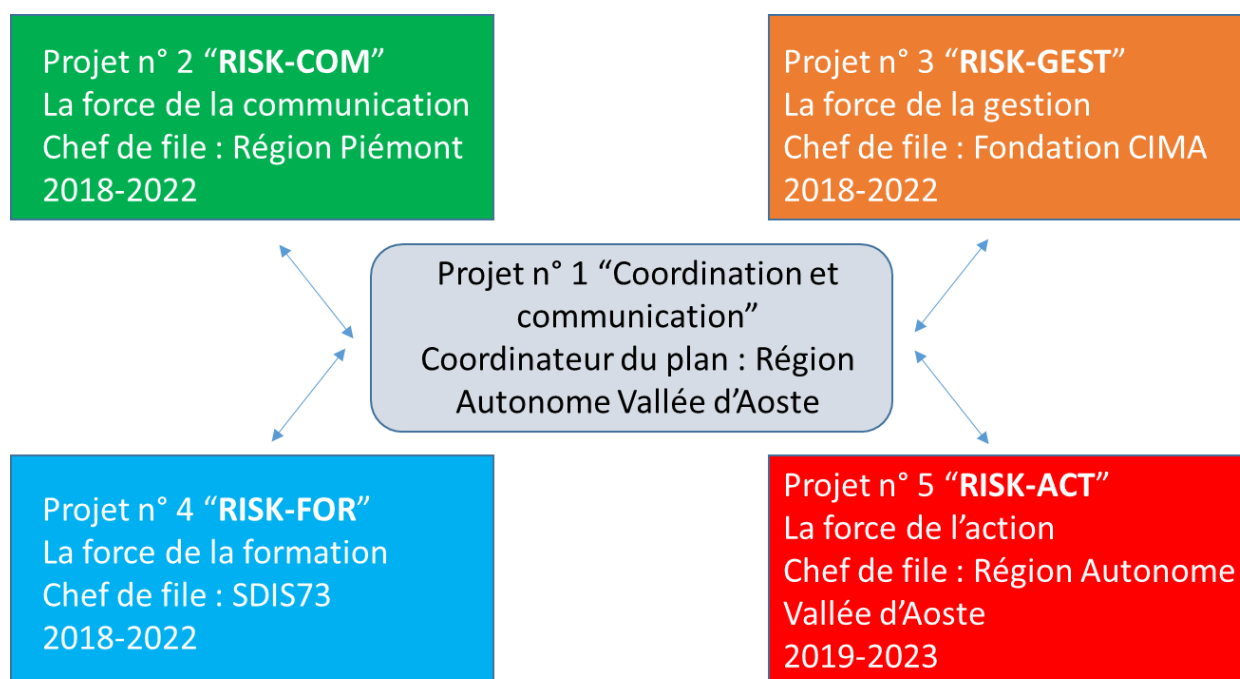 Projet n° 2 “RISK-COM”
La force de la communication
Chef de file : Région Piémont
2018-2022
Projet n° 3 “RISK-GEST”
La force de la gestion
Chef de file : Fondation CIMA
2018-2022
Projet n° 1 “Coordination et
communication”
Coordinateur du plan : Région
Autonome Vallée d’Aoste
Projet n° 4 “RISK-FOR”
La force de la formation
Chef de file : SDIS73
2018-2022
Projet n° 5 “RISK-ACT”
La force de l’action
Chef de file : Région Autonome
Vallée d’Aoste
2019-2023